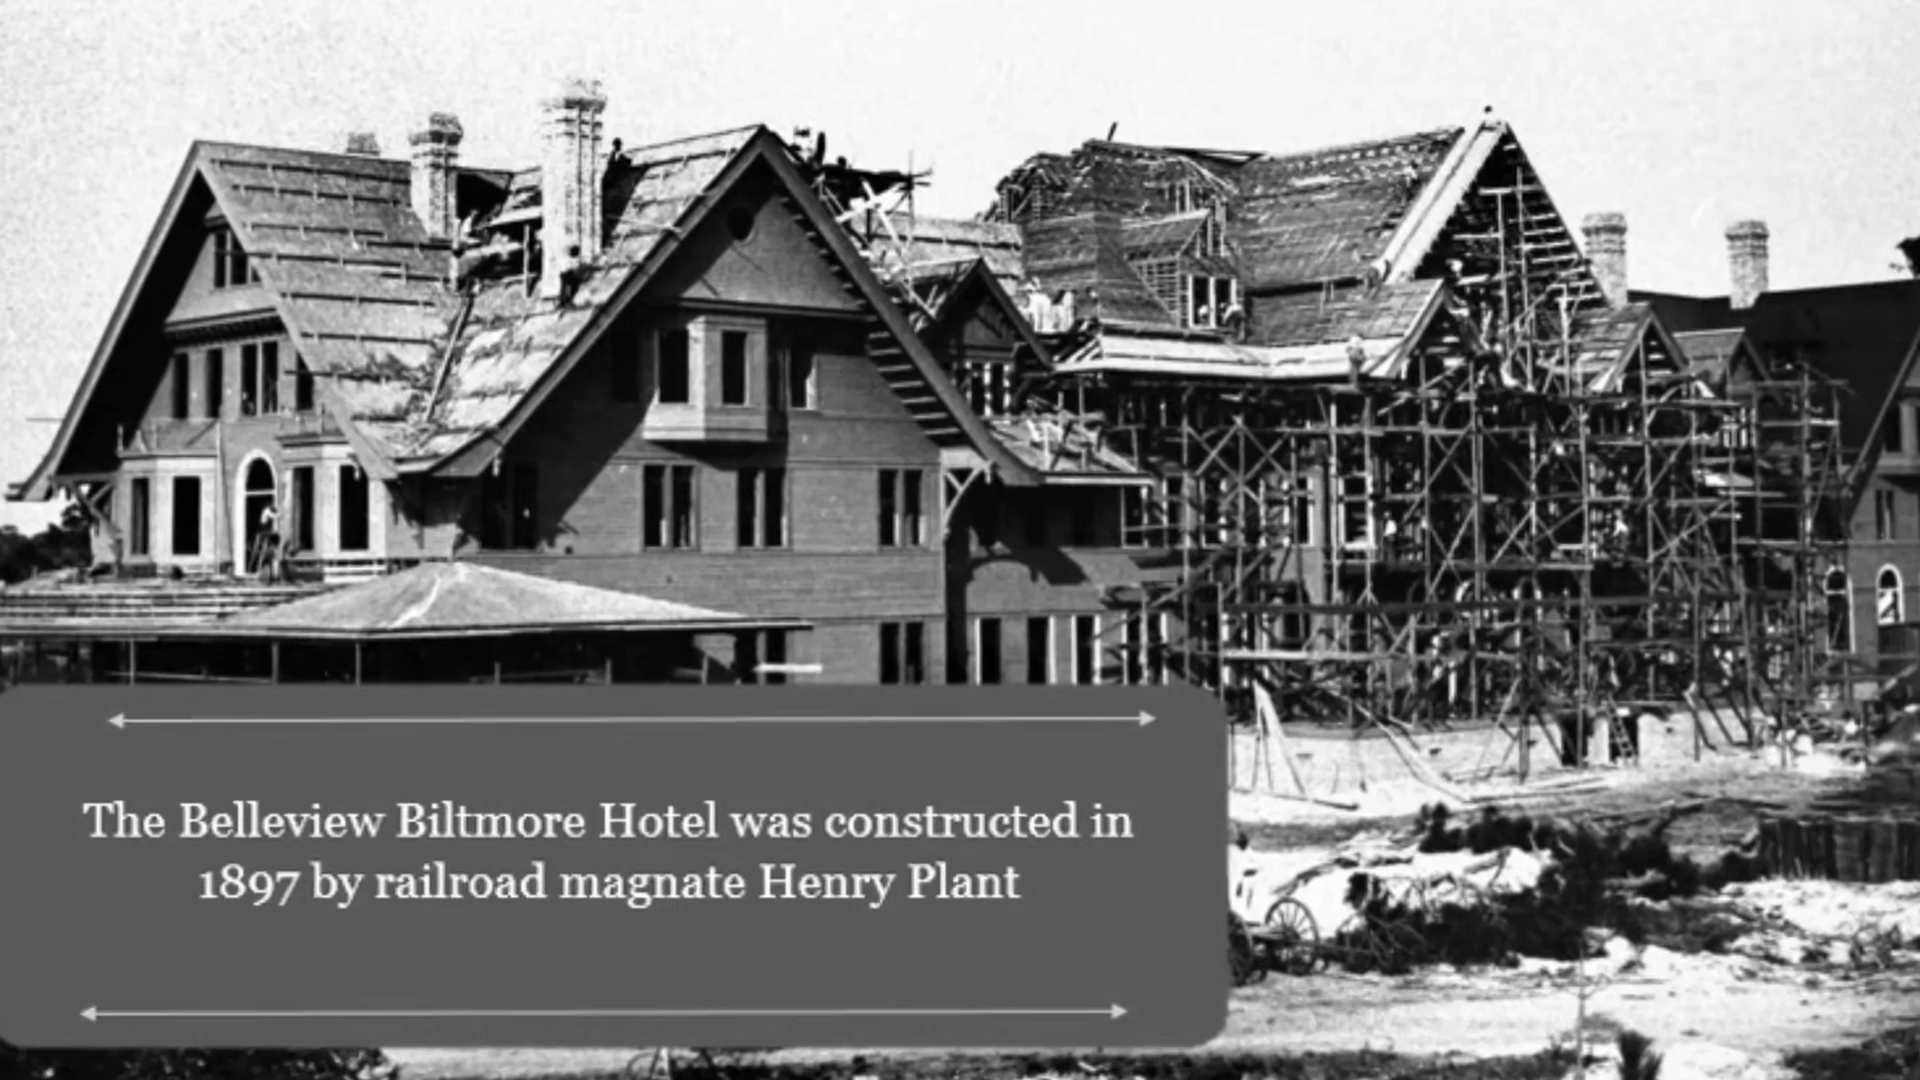 The Belleview Biltmore Hotel was constructed in
1897 by railroad magnate Henry Plant